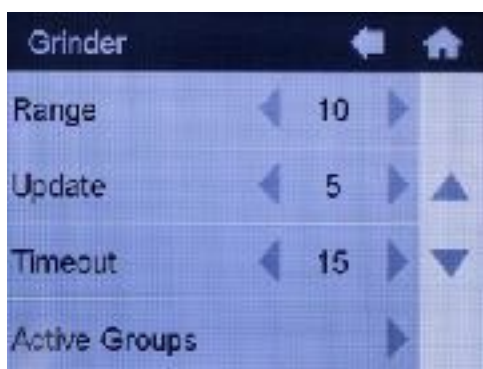 Grinder
Range 10
Update 5
Timeout 15
Active Groups